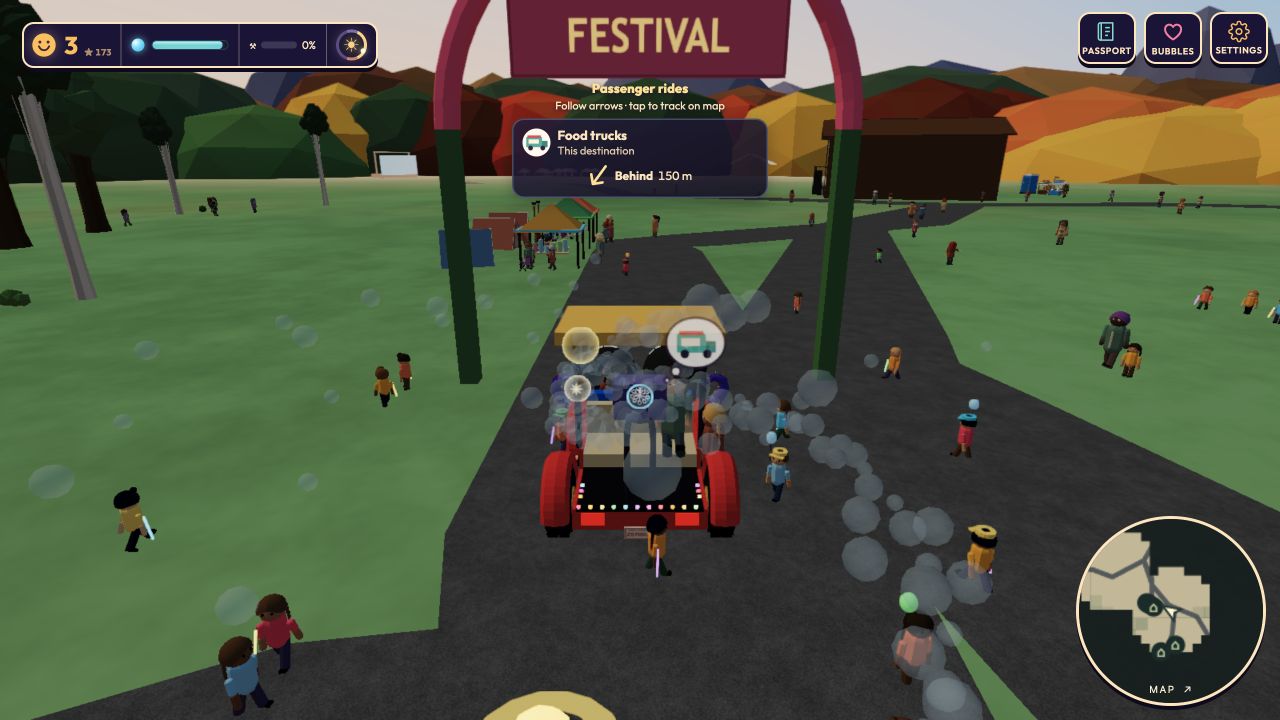 3
★173
0%
FESTIVAL
PASSPORT
BUBBLES
SETTINGS
Passenger rides
Follow arrows · tap to track on map
Food trucks
This destination
Behind 150 m
MAP